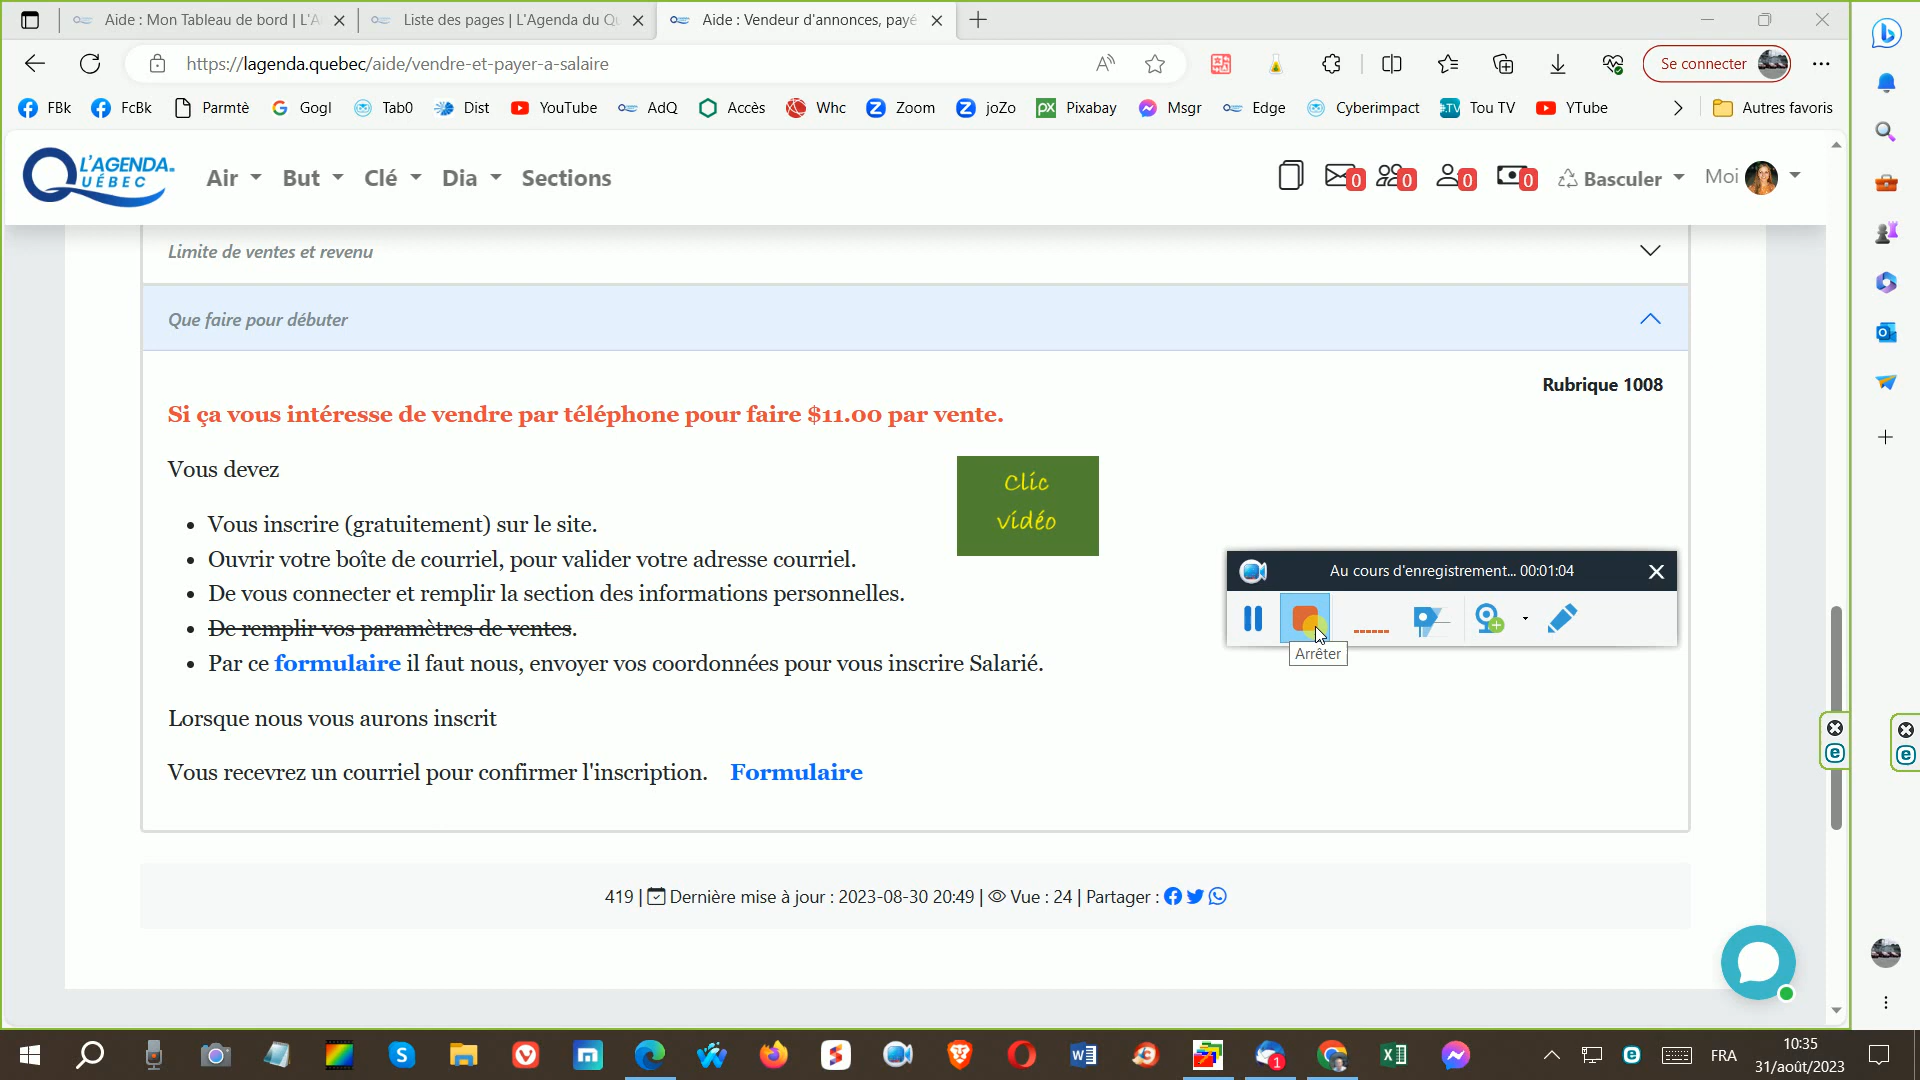 Aide : Mon Tableau de bord | L'A
Liste des pages | L'Agenda du Qu
Aide : Vendeur d'annonces, payé
https://lagenda.quebec/aide/vendre-et-payer-a-salaire
Se connecter
FBk
FcBk
Parmtè
Gogl
Tab0
Dist
YouTube
AdQ
Accès
Whc
Zoom
joZo
Pixabay
Msgr
Edge
Cyberimpact
Tou TV
YTube
Autres favoris
L'AGENDA.
QUÉBEC
Air
But
Clé
Dia
Sections
0
0
0
0
Basculer
Moi
Limite de ventes et revenu
Que faire pour débuter
Rubrique 1008
Si ça vous intéresse de vendre par téléphone pour faire $11.00 par vente.
Vous devez
Clic
vidéo
• Vous inscrire (gratuitement) sur le site.
• Ouvrir votre boîte de courriel, pour valider votre adresse courriel.
• De vous connecter et remplir la section des informations personnelles.
• De remplir vos paramètres de ventes.
• Par ce formulaire il faut nous, envoyer vos coordonnées pour vous inscrire Salarié.
Au cours d'enregistrement... 00:01:04
Arrêter
Lorsque nous vous aurons inscrit
Vous recevrez un courriel pour confirmer l'inscription. Formulaire
419 | Dernière mise à jour : 2023-08-30 20:49 | Vue : 24 | Partager :
FRA
10:35
31/août/2023